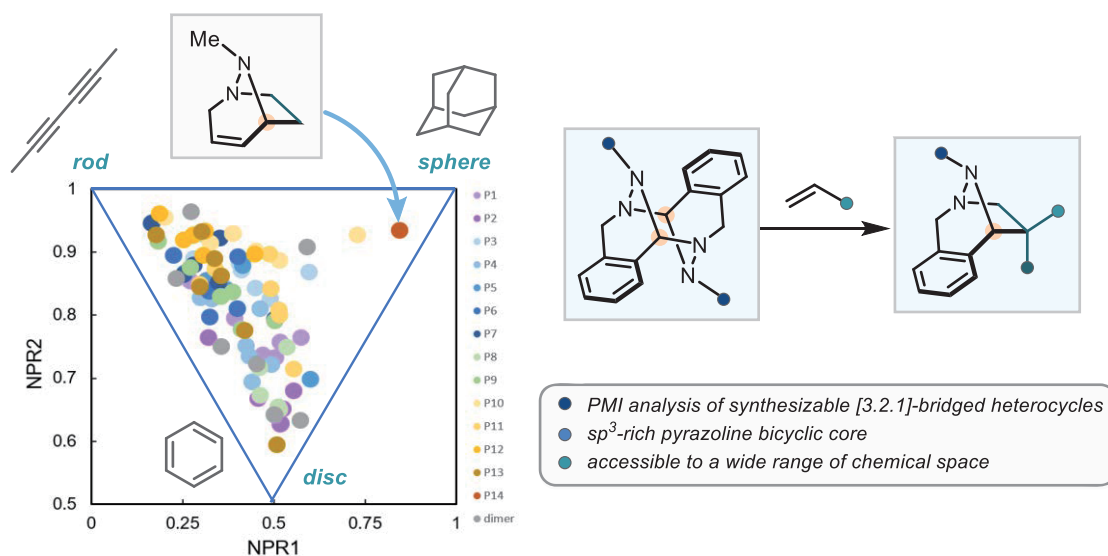 Me
N
N
rod
sphere
1
0.9
0.8
0.7
0.6
0.5
NPR2
disc
0
0.25
0.5
0.75
1
NPR1
P1
P2
P3
P4
P5
P6
P7
P8
P9
P10
P11
P12
P13
P14
dimer
N
N
N
N
N
N
PMI analysis of synthesizable [3.2.1]-bridged heterocycles
sp³-rich pyrazoline bicyclic core
accessible to a wide range of chemical space